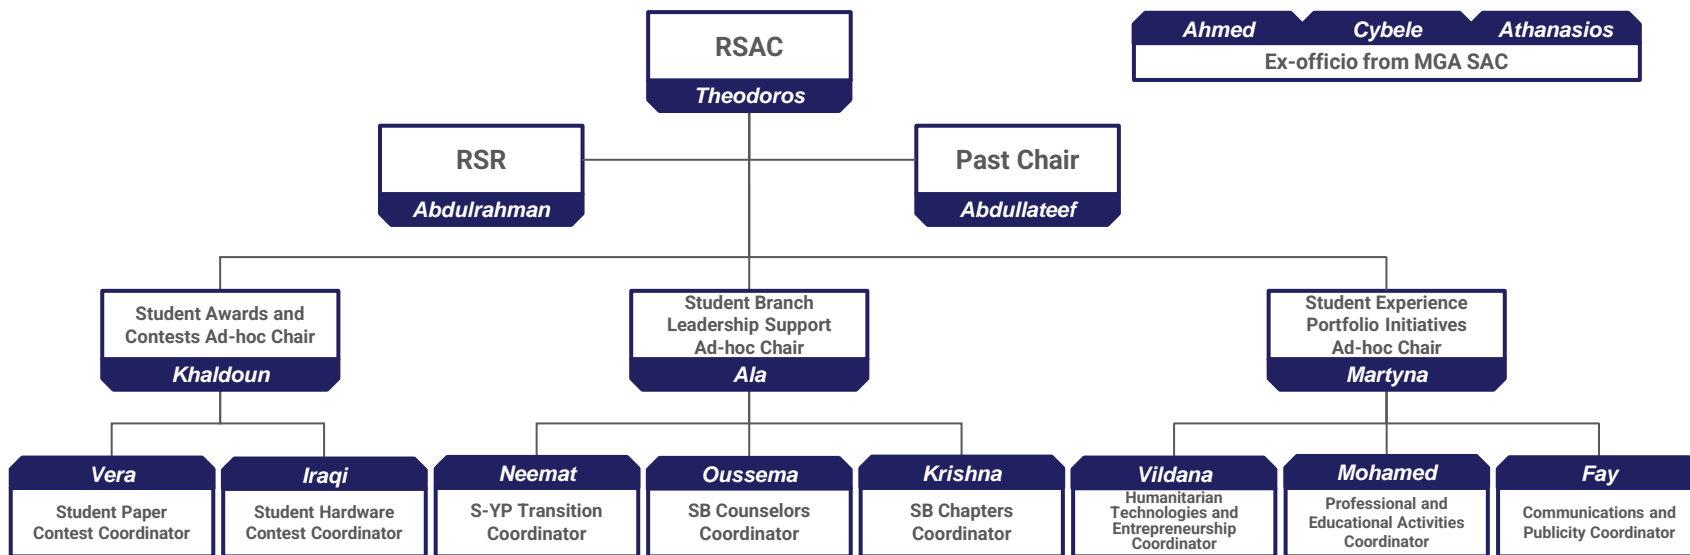 RSAC
Theodoros
Ahmed
Cybele
Athanasios
Ex-officio from MGA SAC
RSR
Abdulrahman
Past Chair
Abdullateef
Student Awards and
Contests Ad-hoc Chair
Khaldoun
Student Branch
Leadership Support
Ad-hoc Chair
Ala
Student Experience
Portfolio Initiatives
Ad-hoc Chair
Martyna
Vera
Student Paper
Contest Coordinator
Iraqi
Student Hardware
Contest Coordinator
Neemat
S-YP Transition
Coordinator
Oussema
SB Counselors
Coordinator
Krishna
SB Chapters
Coordinator
Vildana
Humanitarian
Technologies and
Entrepreneurship
Coordinator
Mohamed
Professional and
Educational Activities
Coordinator
Fay
Communications and
Publicity Coordinator